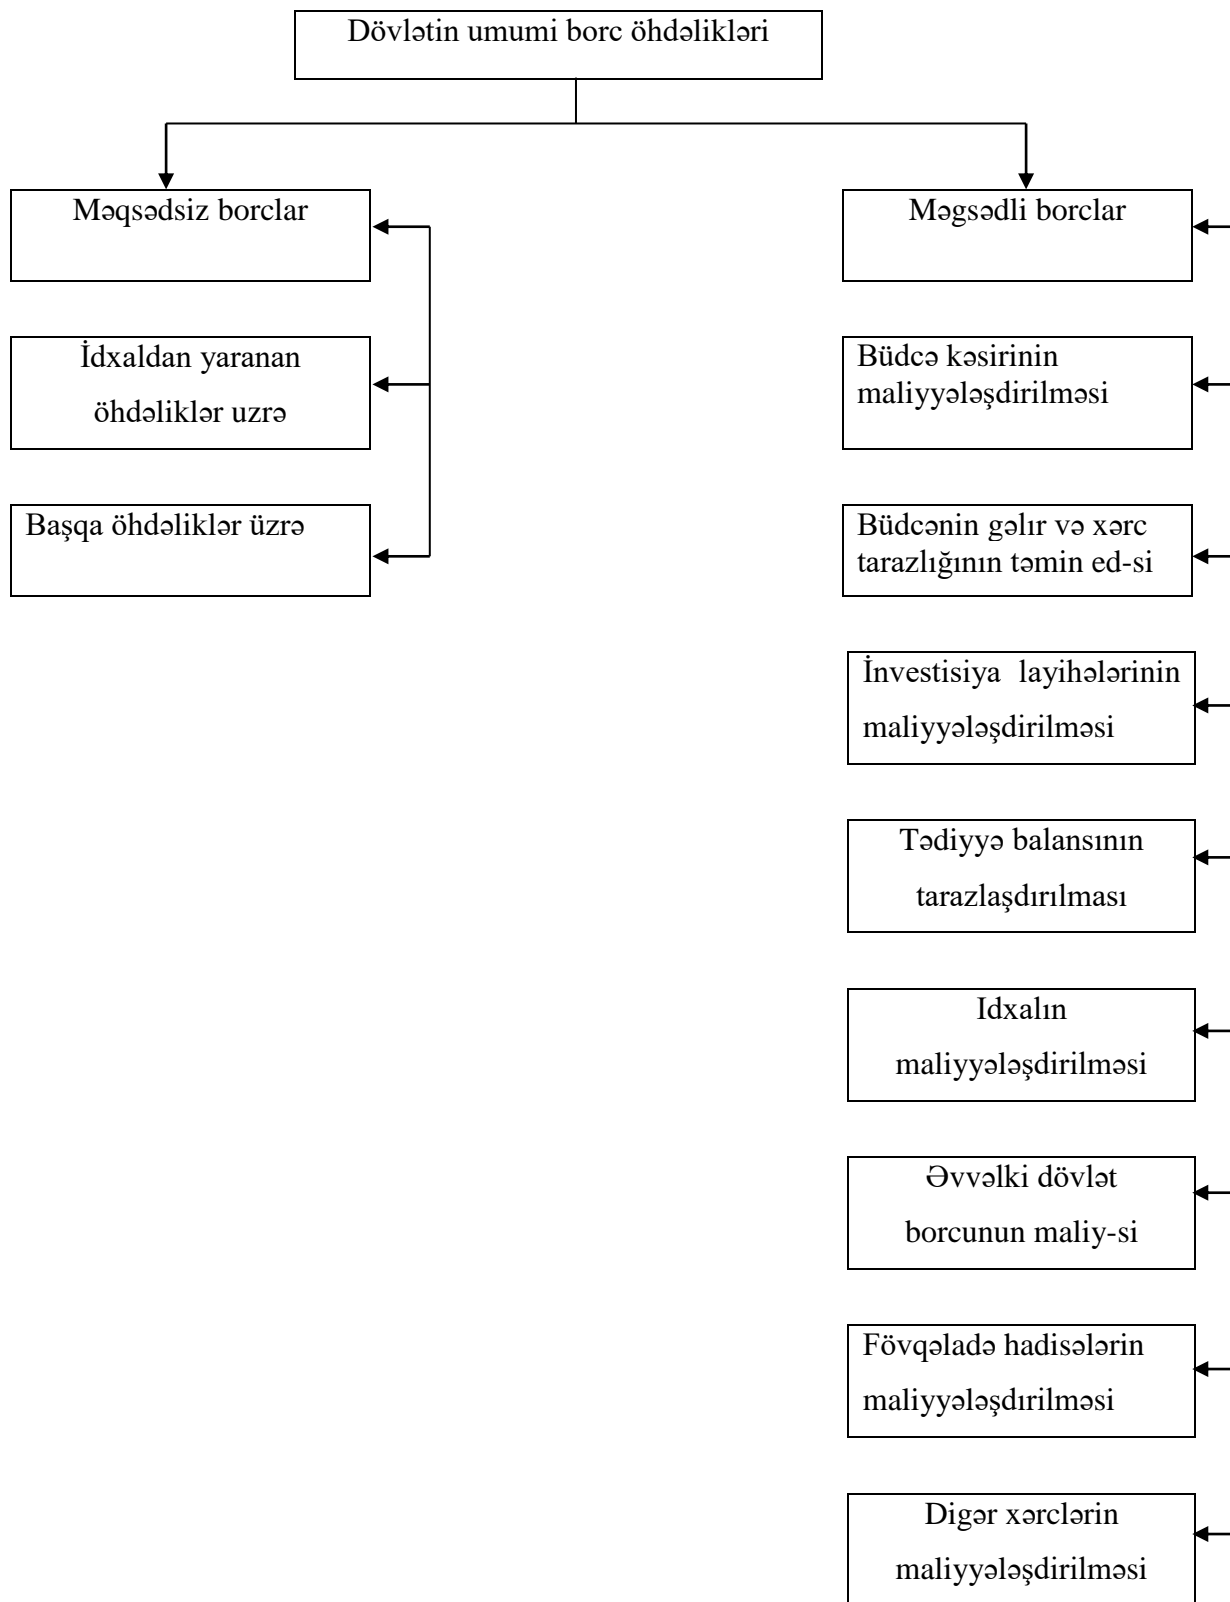 Dövlətin umumi borc öhdəlikləri
Məqsədsiz borclar
Məgsədli borclar
İdxaldan yaranan
öhdəliklər uzrə
Büdcə kəsirinin
maliyyələşdirilməsi
Başqa öhdəliklər üzrə
Büdcənin gəlır və xərc
tarazlığının təmin ed-si
İnvestisiya layihələrinin
maliyyələşdirilməsi
Tədiyyə balansının
tarazlaşdırılması
Idxalın
maliyyələşdirilməsi
Əvvəlki dövlət
borcunun maliy-si
Fövqəladə hadisələrin
maliyyələşdırılməsi
Digər xərclərin
maliyyələşdirilməsi